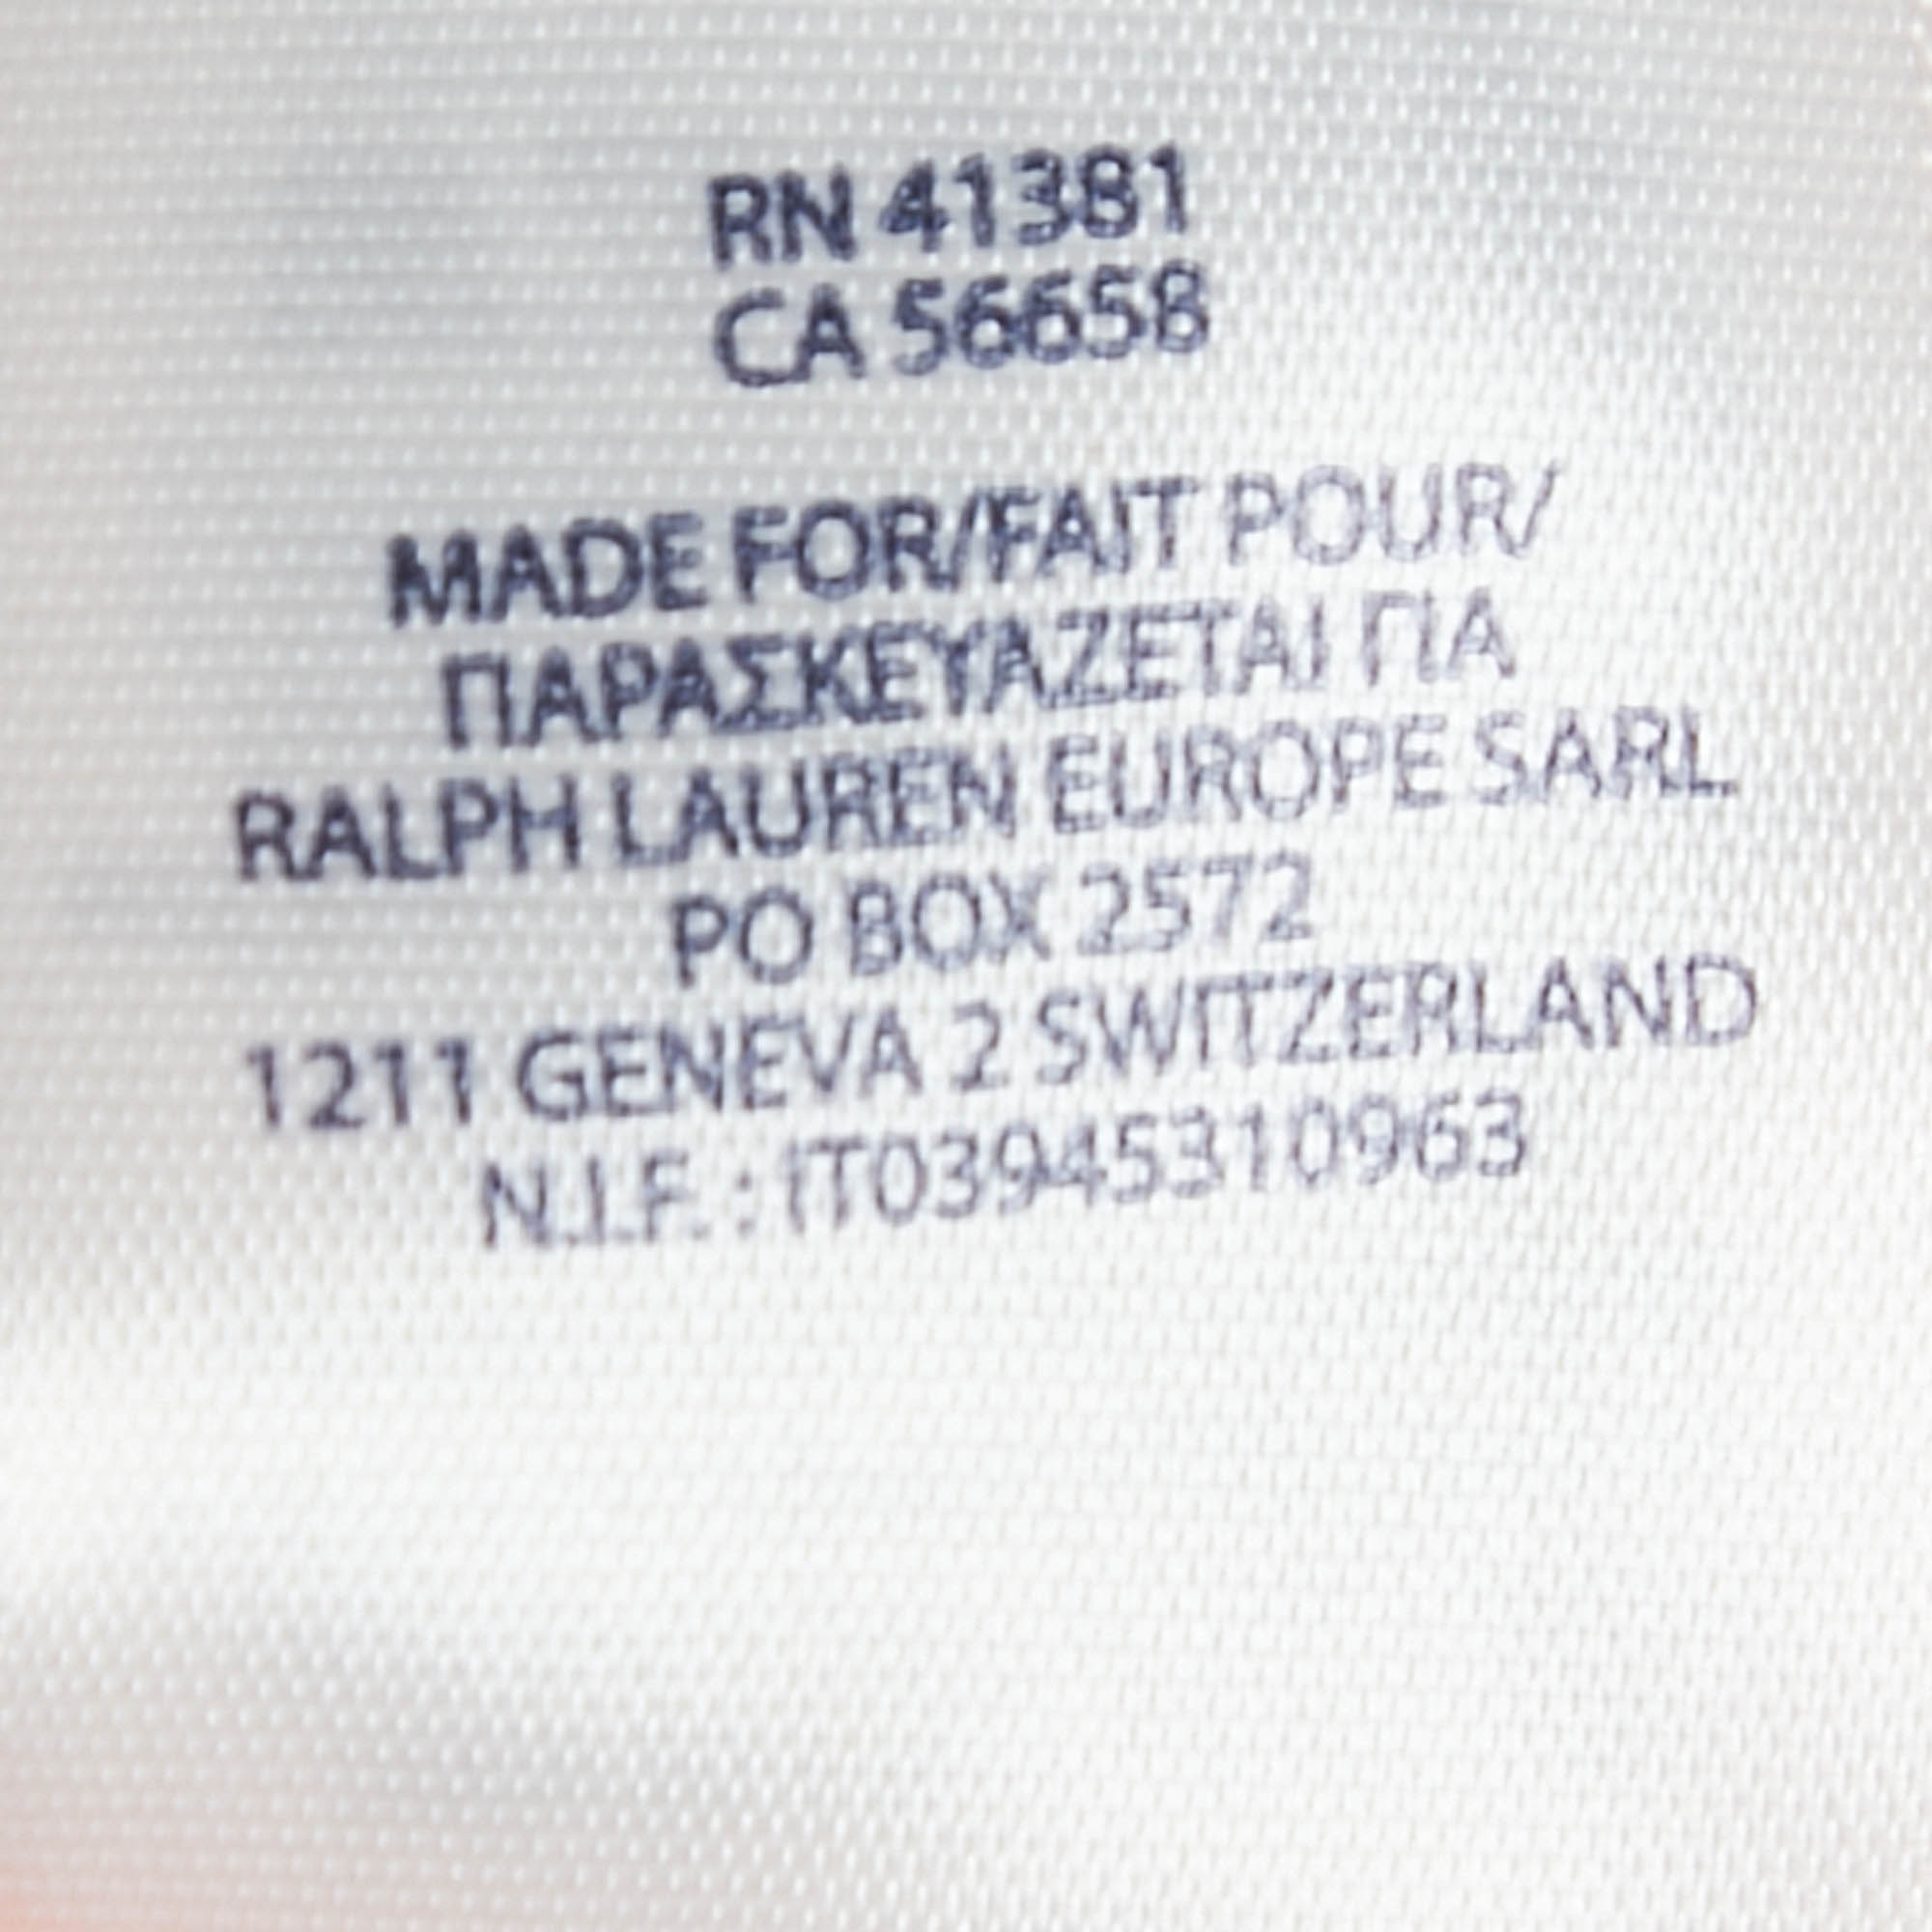 RN 41381
CA 56658
MADE FOR/FAIT POUR/
ΠΑΡΑΣΚΕΥΑΖΕΤΑΙ ΓΙΑ
RALPH LAUREN EUROPE SARL
PO BOX 2572
1211 GENEVA 2 SWITZERLAND
N.I.F. : IT03945310963